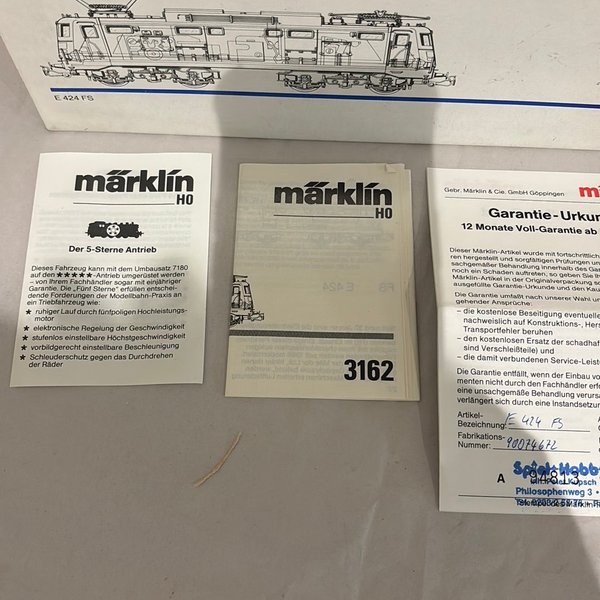 E 424 FS
märklin
H0
Der 5-Sterne Antrieb
Dieses Fahrzeug kann mit dem Umbausatz 7180
auf den ★★★★★-Antrieb umgerüstet werden
– von Ihrem Fachhändler sogar mit einjähriger
Garantie. Die „Fünf Sterne" erfüllen entschei-
dende Forderungen der Modellbahn-Praxis an
ein Triebfahrzeug wie:
★ ruhiger Lauf durch fünfpoligen Hochleistungs-
motor
★ elektronische Regelung der Geschwindigkeit
★ stufenlos einstellbare Höchstgeschwindigkeit
★ vorbildgerecht einstellbare Beschleunigung
★ Schleuderschutz gegen das Durchdrehen
der Räder
märklin
H0
3162
Gebr. Märklin & Cie. GmbH Göppingen
Garantie-Urkun
12 Monate Voll-Garantie ab
Dieser Märklin-Artikel wurde mit fortschrittlich
ren hergestellt und sorgfältigen Prüfungen un
sachgemäßer Behandlung innerhalb des Gar
noch ein Schaden auftreten, so geben Sie Ih
Märklin-Artikel in der Originalverpackung so
ausgefüllte Garantie-Urkunde und den Kau
Die Garantie umfaßt nach unserer Wahl un
gehender Ansprüche:
– die kostenlose Beseitigung eventuelle
nachweislich auf Konstruktions-, Hers
Transportfehler beruhen
– den kostenlosen Ersatz der schadhaf
sind Verschleißteile) und
– die damit verbundenen Service-Leist
Die Garantie entfällt, wenn der Einbau vo
menten nicht durch den Fachhändler erf
eine unsachgemäße Behandlung verursa
verlängert sich durch eine Instandsetzun
Artikel-
Bezeichnung: E 424 FS
Fabrikations-
Nummer: 90074672
Spiel+Hobb
A 94813
Philosophenweg 3 •